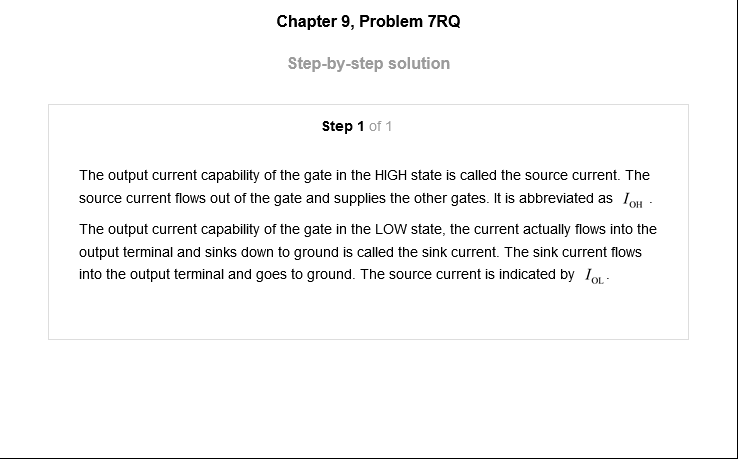 Chapter 9, Problem 7RQ
Step-by-step solution
Step 1 of 1
The output current capability of the gate in the HIGH state is called the source current. The
source current flows out of the gate and supplies the other gates. It is abbreviated as I_OH .
The output current capability of the gate in the LOW state, the current actually flows into the
output terminal and sinks down to ground is called the sink current. The sink current flows
into the output terminal and goes to ground. The source current is indicated by I_OL .